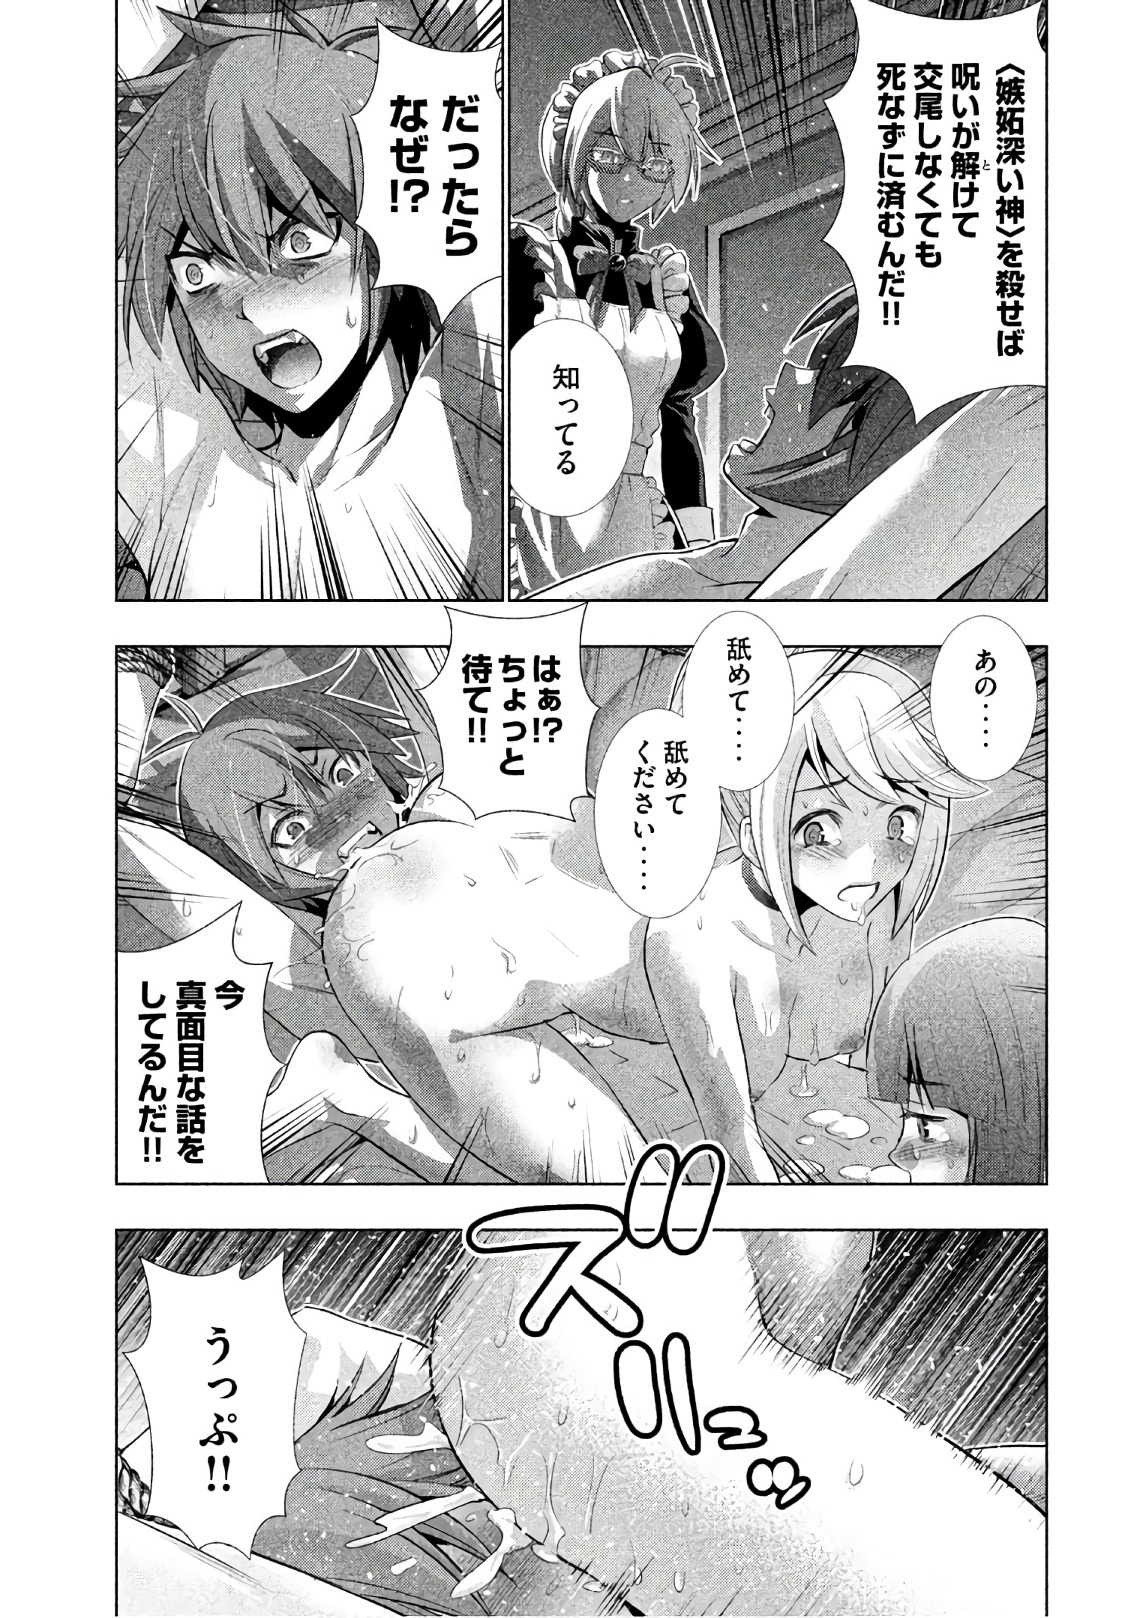 〈嫉妬深い神〉を殺せば
呪いが解けて
交尾しなくても
死なずに済むんだ!!
と
知ってる
だったら
なぜ!?
あの‥‥
舐めて‥‥
舐めて
ください‥‥
はぁ!?
ちょっと
待て!!
今
真面目な話を
してるんだ!!
ズズリュッ
うっぷ!!